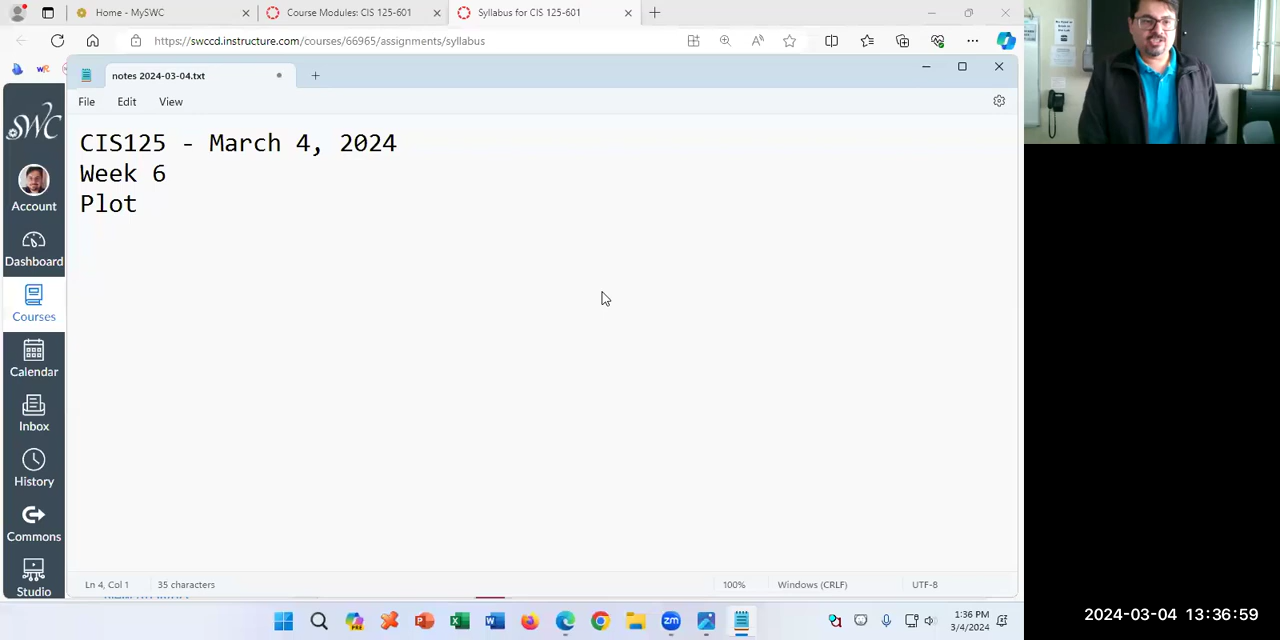 Home - MySWC
Course Modules: CIS 125-601
Syllabus for CIS 125-601
https://swccd.instructure.com/courses/66965/assignments/syllabus
notes 2024-03-04.txt
File Edit View
CIS125 - March 4, 2024
Week 6
Plot
SWC
Account
Dashboard
Courses
Calendar
Inbox
History
Commons
Studio
Ln 4, Col 1 35 characters 100% Windows (CRLF) UTF-8
zm
1:36 PM
3/4/2024
2024-03-04 13:36:59